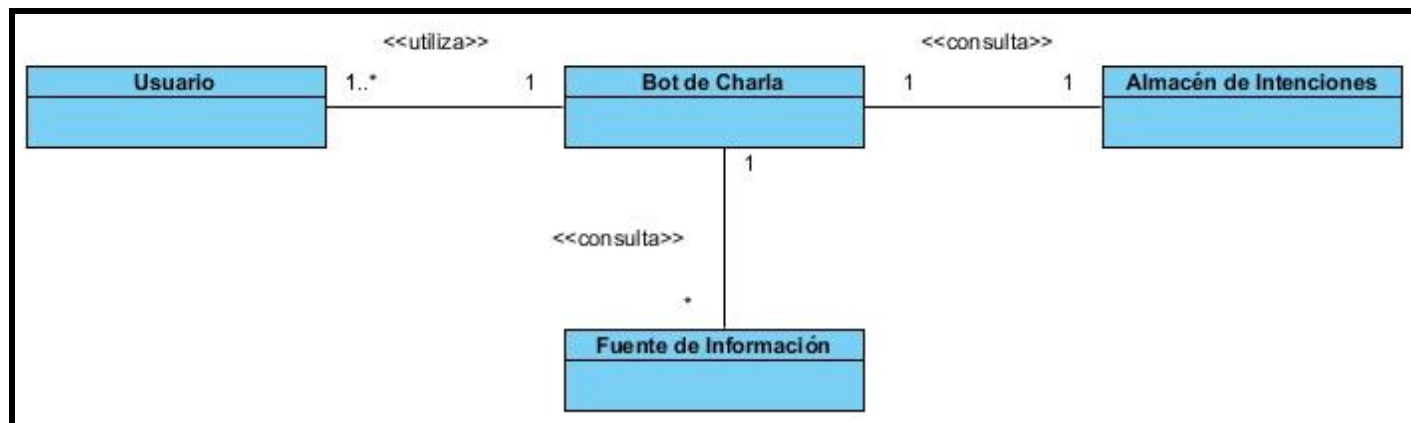 <<utiliza>>
<<consulta>>
Usuario
1..*
1
Bot de Charla
1
1
Almacén de Intenciones
1
<<consulta>>
*
Fuente de Información